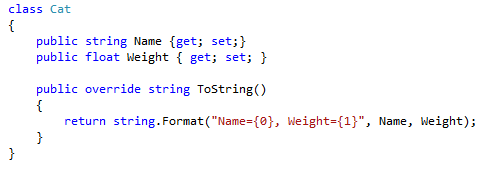 class Cat
{
    public string Name {get; set;}
    public float Weight { get; set; }

    public override string ToString()
    {
        return string.Format("Name={0}, Weight={1}", Name, Weight);
    }
}